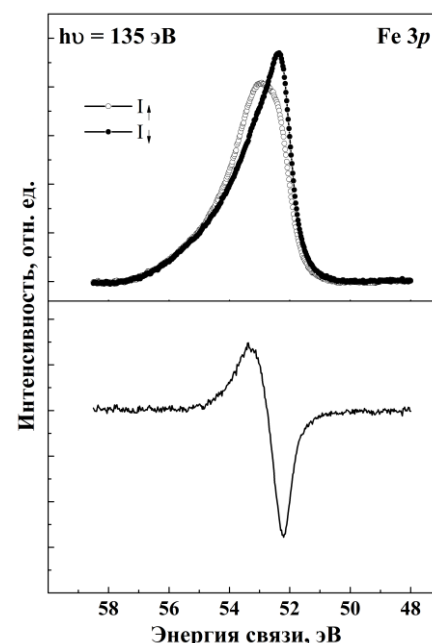 hυ = 135 эВ
Fe 3p
I↑
I↓
Интенсивность, отн. ед.
58 56 54 52 50 48
Энергия связи, эВ